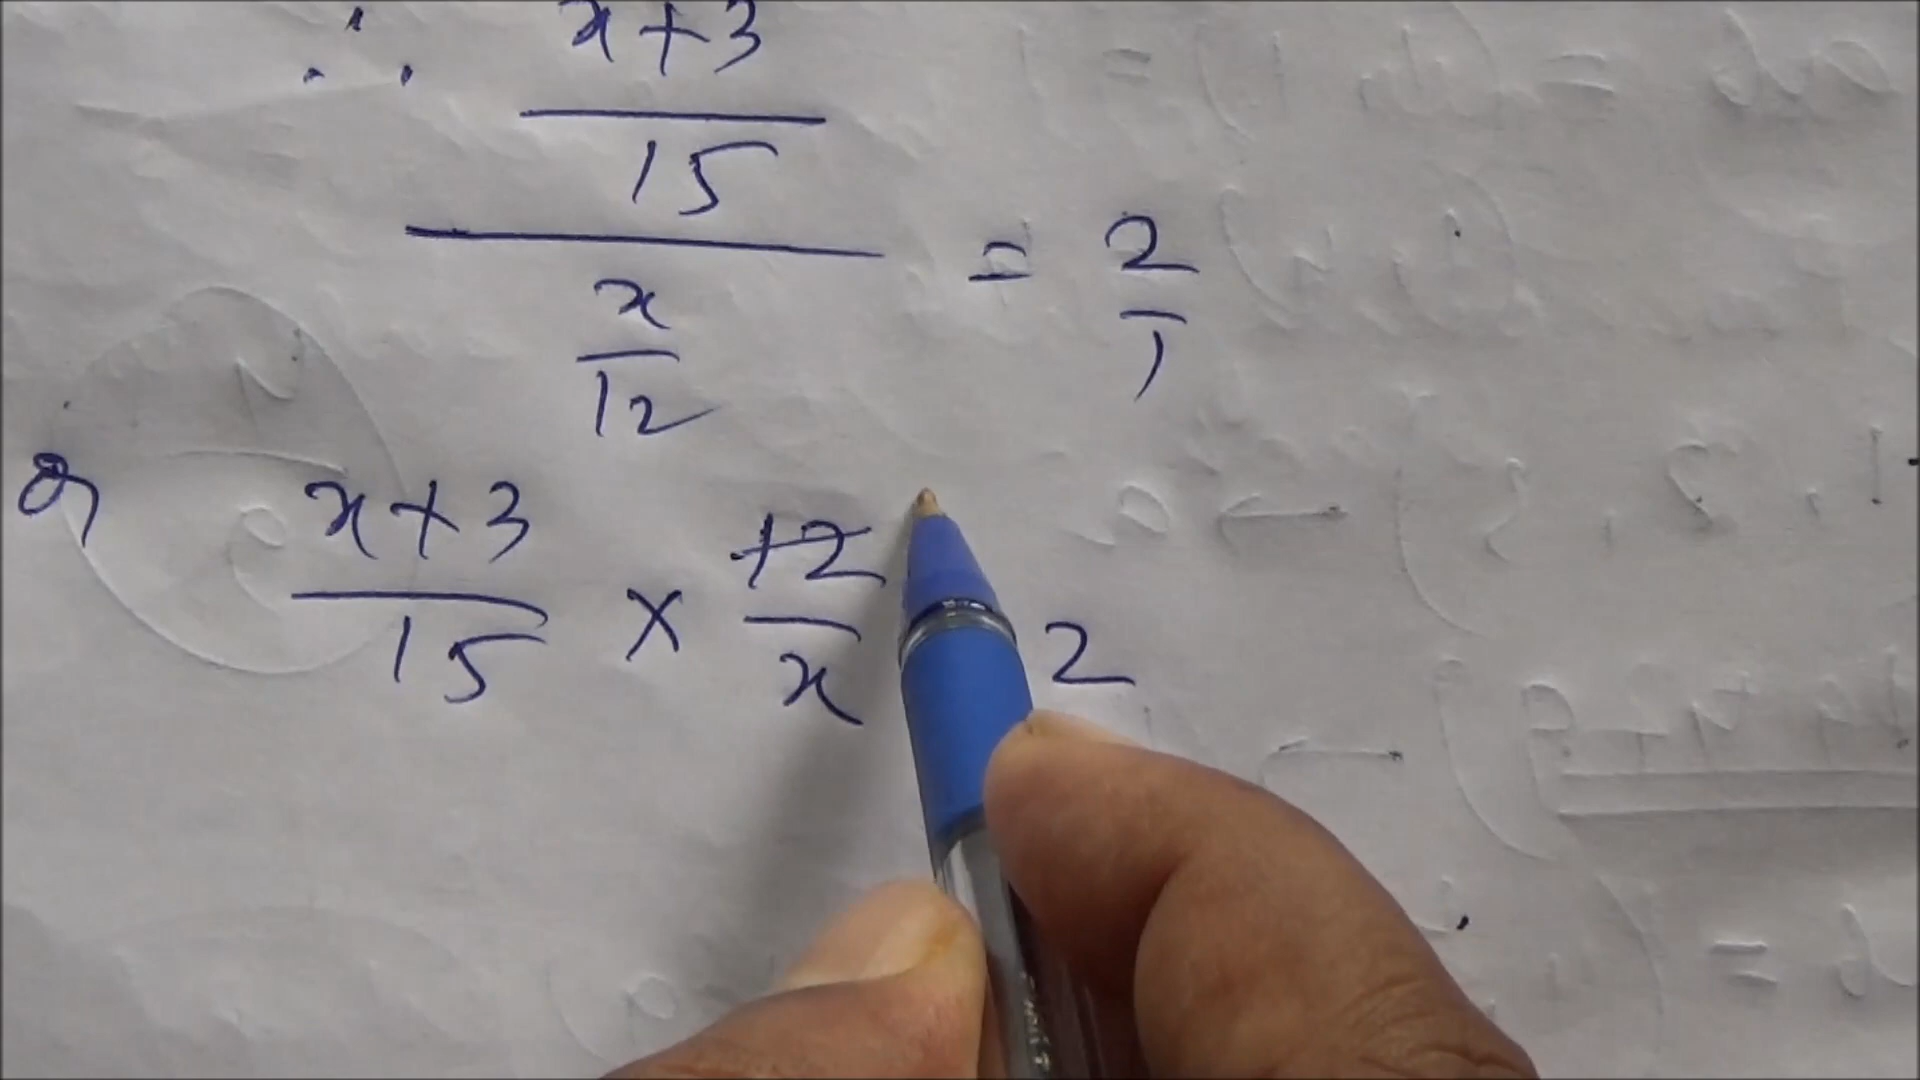 ∴ x+3
15
x
12
= 2
1
or x+3
15
× 12
x
2